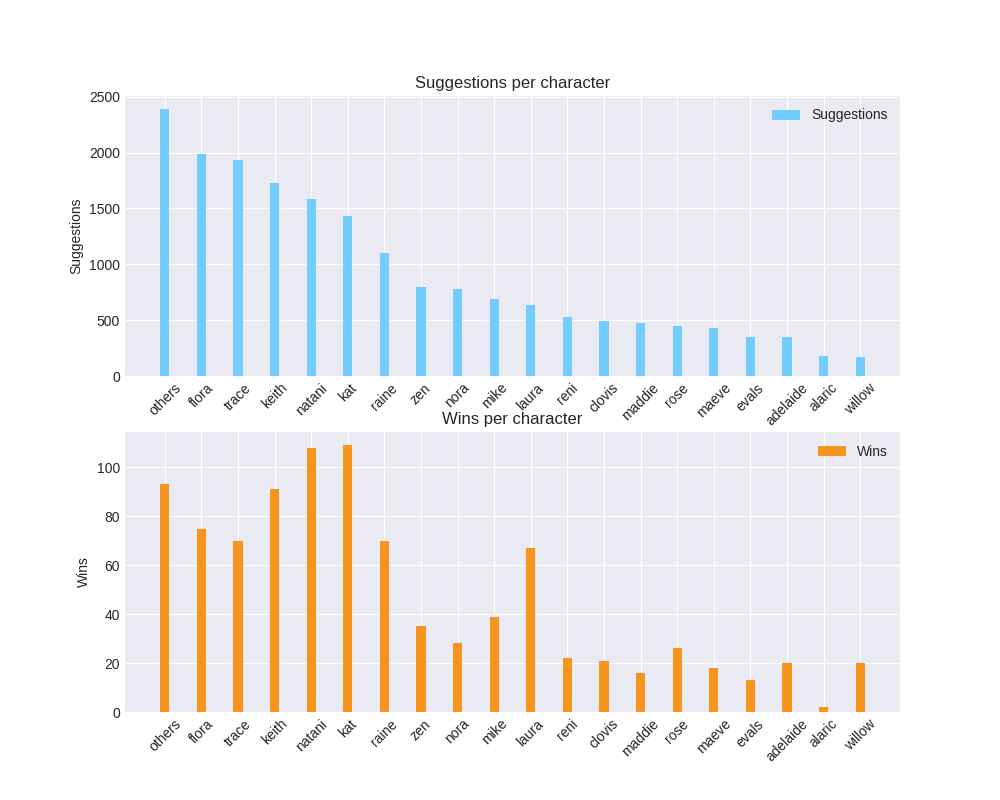 Suggestions per character
2500
2000
1500
1000
500
0
Suggestions
Suggestions
others flora trace keith natani kat raine zen nora mike laura reni clovis maddie rose maeve evals adelaide alaric willow
Wins per character
100
80
60
40
20
0
Wins
Wins
others flora trace keith natani kat raine zen nora mike laura reni clovis maddie rose maeve evals adelaide alaric willow